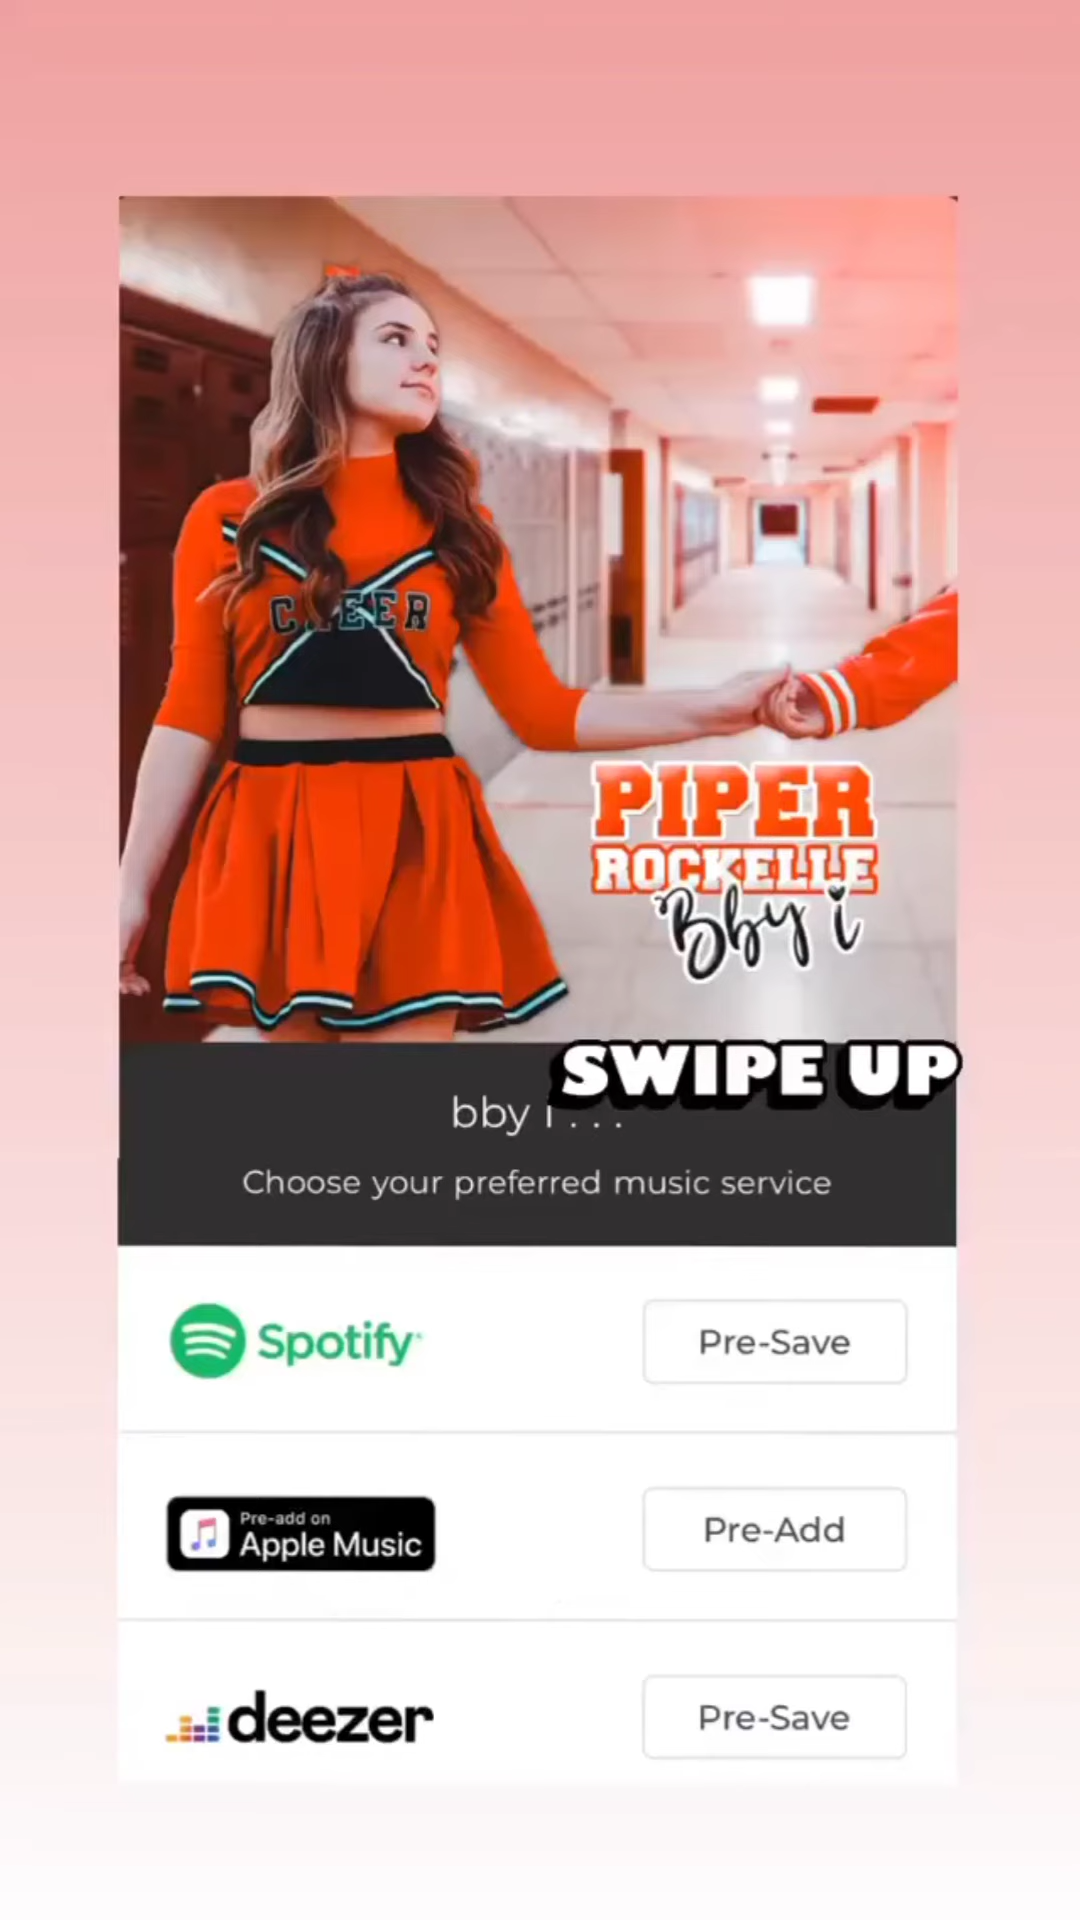 CHEER
PIPER
ROCKELLE
Bby i
SWIPE UP
bby i...
Choose your preferred music service
Spotify
Pre-Save
Pre-add on
Apple Music
Pre-Add
deezer
Pre-Save